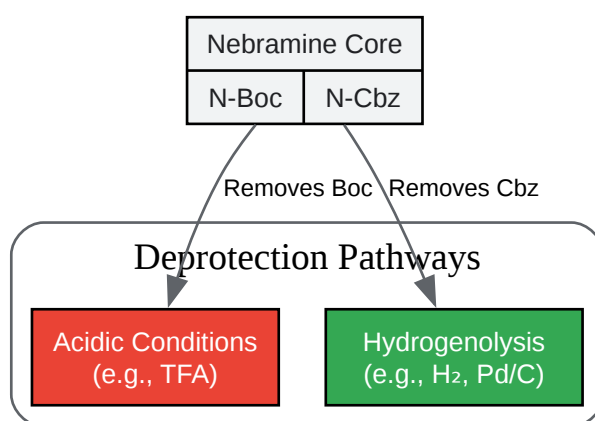 Nebramine Core
N-Boc
N-Cbz
Removes Boc
Removes Cbz
Deprotection Pathways
Acidic Conditions
(e.g., TFA)
Hydrogenolysis
(e.g., H₂, Pd/C)